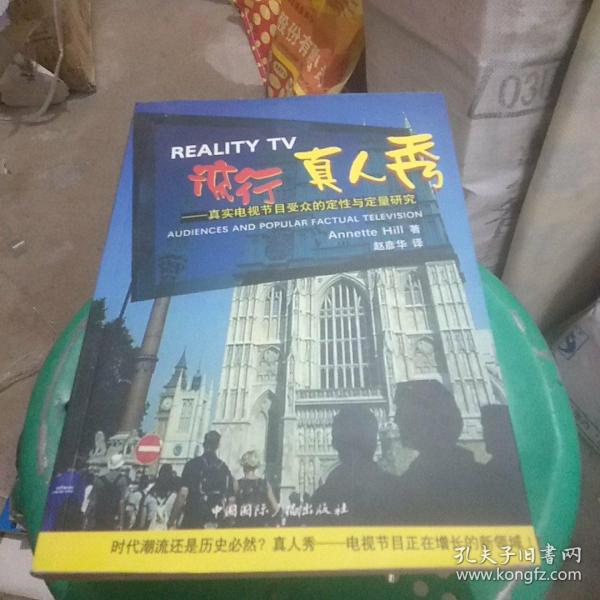 股份有
03
REALITY TV
流行 真人秀
——真实电视节目受众的定性与定量研究
AUDIENCES AND POPULAR FACTUAL TELEVISION
Annette Hill 著
赵彦华 译
中国国际广播出版社
时代潮流还是历史必然？真人秀——电视节目正在增长的新领域！
孔夫子旧书网
www.kongfz.com